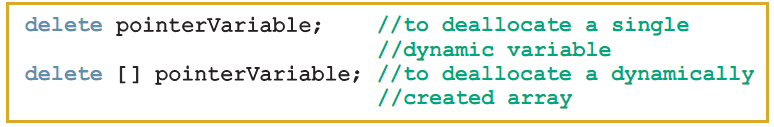 delete pointerVariable;    //to deallocate a single
                           //dynamic variable
delete [] pointerVariable; //to deallocate a dynamically
                           //created array